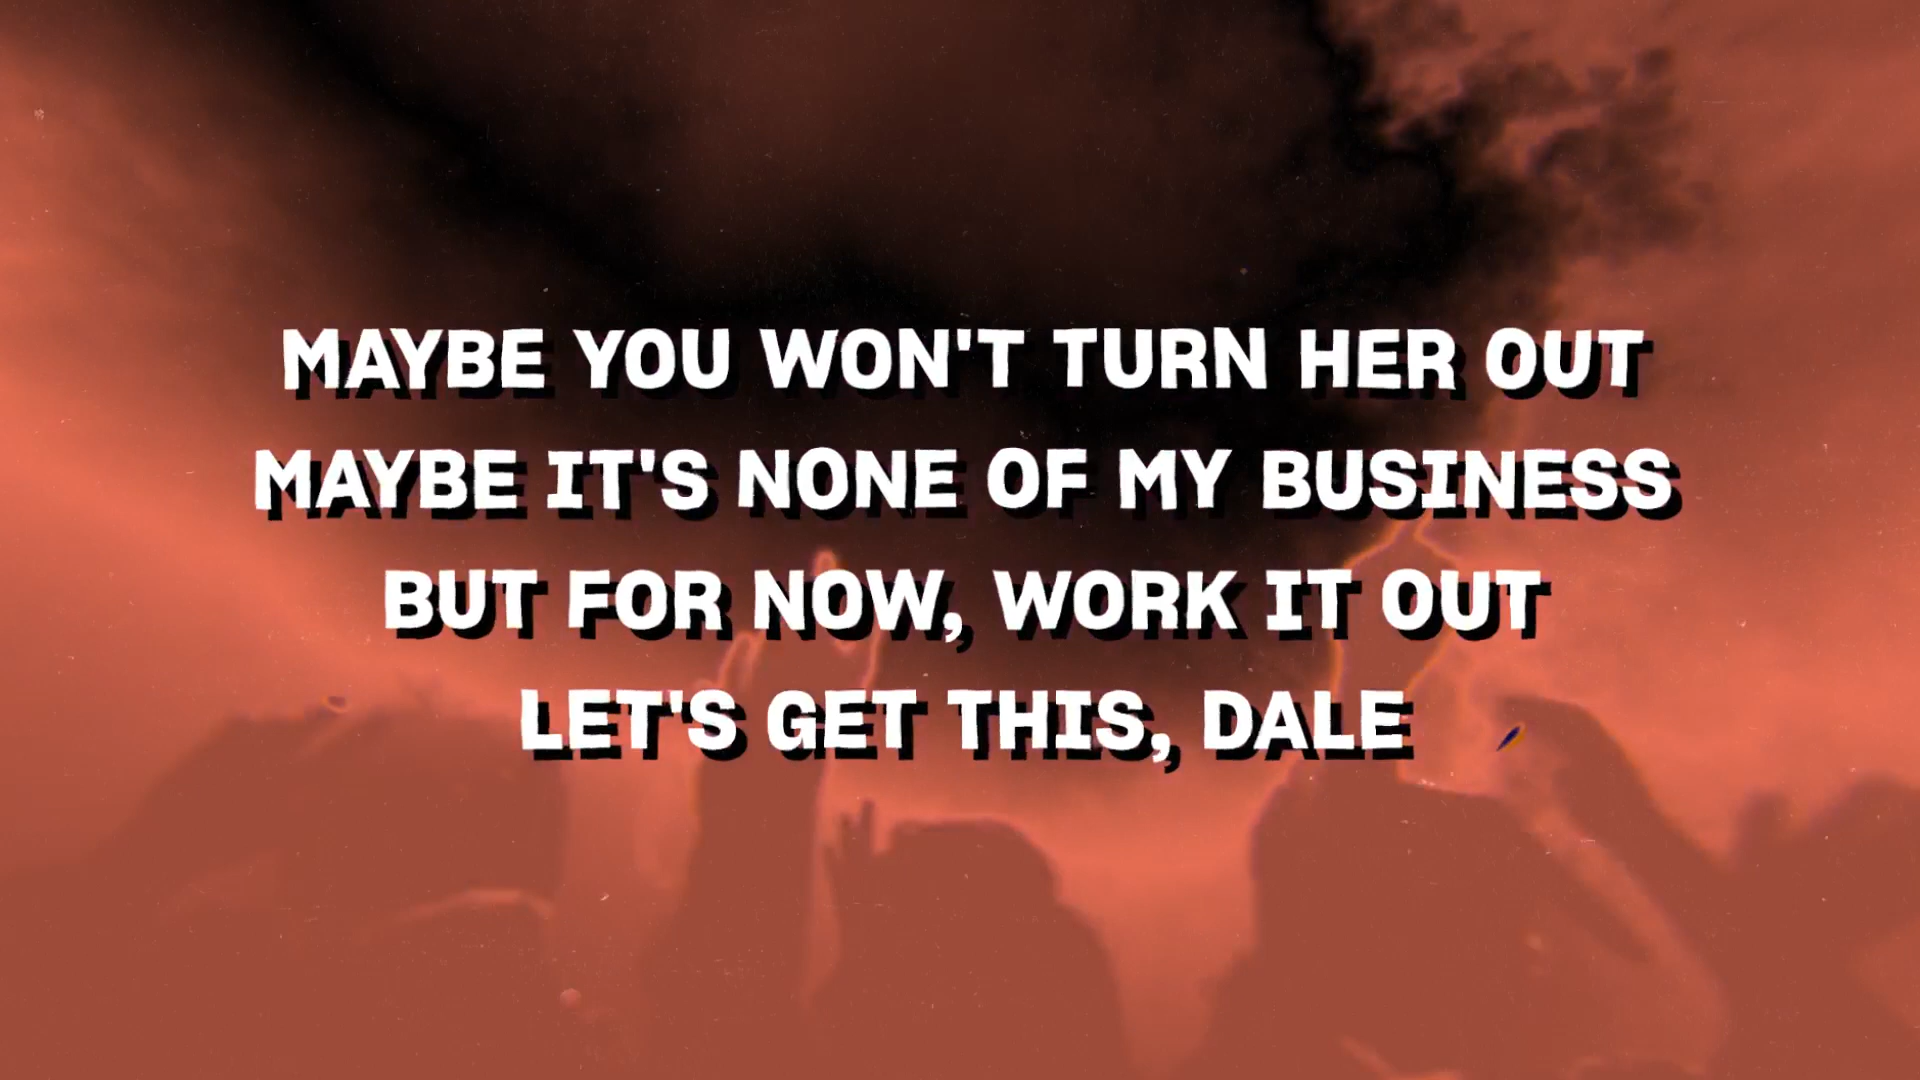 MAYBE YOU WON'T TURN HER OUT
MAYBE IT'S NONE OF MY BUSINESS
BUT FOR NOW, WORK IT OUT
LET'S GET THIS, DALE